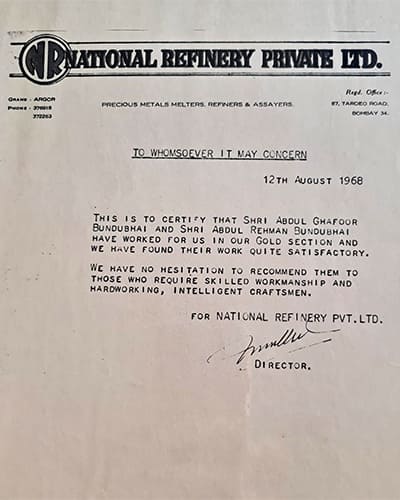 NR NATIONAL REFINERY PRIVATE LTD.
Regd. Office :-
GRAMS : ARGOR
PRECIOUS METALS MELTERS, REFINERS & ASSAYERS.
67, TARDEO ROAD,
PHONE : 376915
BOMBAY 34.
372263
TO WHOMSOEVER IT MAY CONCERN
12TH AUGUST 1968
THIS IS TO CERTIFY THAT SHRI ABDUL GHAFOOR
BUNDUBHAI AND SHRI ABDUL REHMAN BUNDUBHAI
HAVE WORKED FOR US IN OUR GOLD SECTION AND
WE HAVE FOUND THEIR WORK QUITE SATISFACTORY.
WE HAVE NO HESITATION TO RECOMMEND THEM TO
THOSE WHO REQUIRE SKILLED WORKMANSHIP AND
HARDWORKING, INTELLIGENT CRAFTSMEN.
FOR NATIONAL REFINERY PVT.LTD.
DIRECTOR.